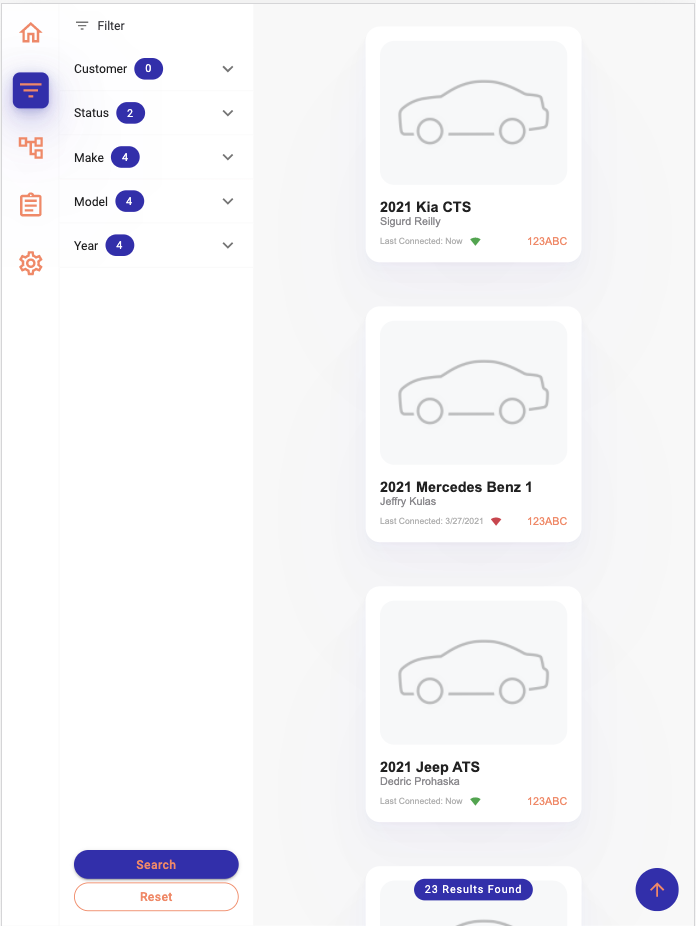 Filter
Customer 0
Status 2
Make 4
Model 4
Year 4
Search
Reset
2021 Kia CTS
Sigurd Reilly
Last Connected: Now 123ABC
2021 Mercedes Benz 1
Jeffry Kulas
Last Connected: 3/27/2021 123ABC
2021 Jeep ATS
Dedric Prohaska
Last Connected: Now 123ABC
23 Results Found